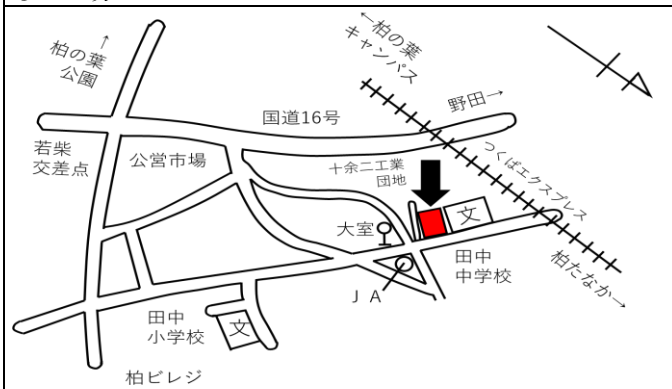 ←柏の葉
キャンパス
↑
柏の葉
公園
野田→
国道16号
つくばエクスプレス
若柴
交差点
公営市場
十余二工業
団地
文
大室
田中
中学校
柏たなか→
ＪＡ
田中
小学校
文
柏ビレジ